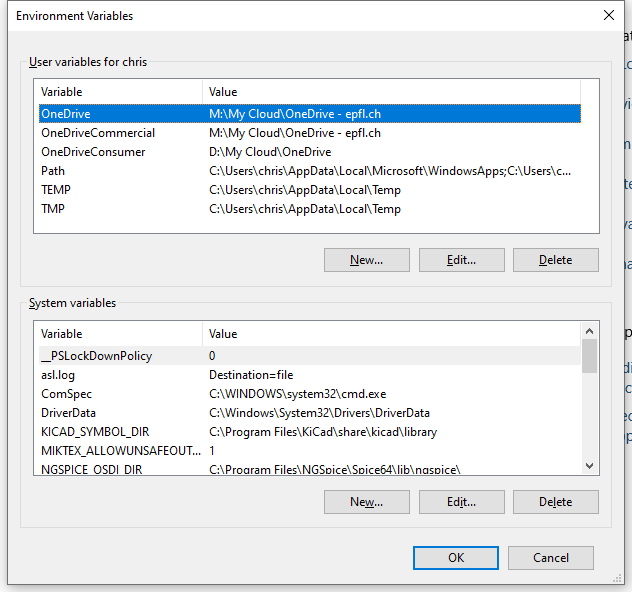 Environment Variables
User variables for chris
Variable Value
OneDrive M:\My Cloud\OneDrive - epfl.ch
OneDriveCommercial M:\My Cloud\OneDrive - epfl.ch
OneDriveConsumer D:\My Cloud\OneDrive
Path C:\Users\chris\AppData\Local\Microsoft\WindowsApps;C:\Users\c...
TEMP C:\Users\chris\AppData\Local\Temp
TMP C:\Users\chris\AppData\Local\Temp
New... Edit... Delete
System variables
Variable Value
__PSLockDownPolicy 0
asl.log Destination=file
ComSpec C:\WINDOWS\system32\cmd.exe
DriverData C:\Windows\System32\Drivers\DriverData
KICAD_SYMBOL_DIR C:\Program Files\KiCad\share\kicad\library
MIKTEX_ALLOWUNSAFEOUT... 1
NGSPICE_OSDI_DIR C:\Program Files\NGSpice\Spice64\lib\ngspice\
New... Edit... Delete
OK Cancel